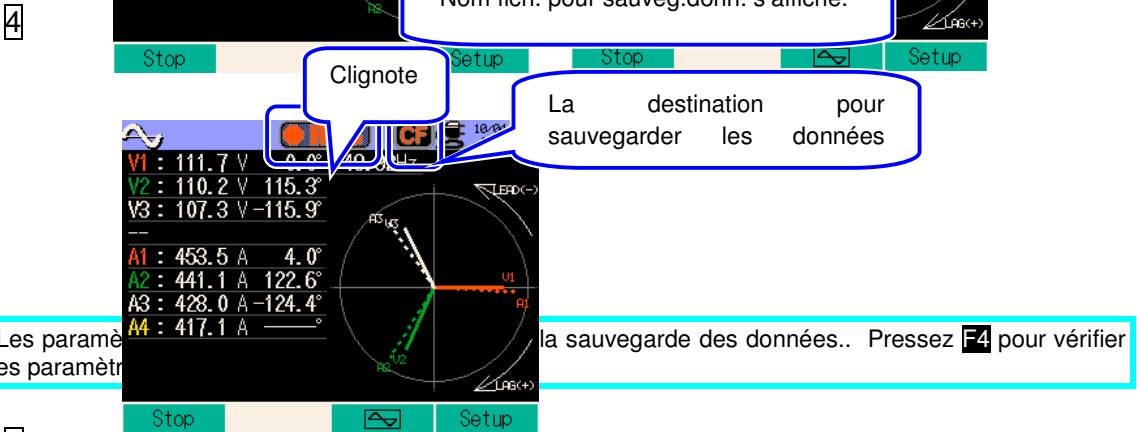 Nom fich. pour sauveg.donn. s'affiche.
LAG(+)
4
Stop
Setup
Stop
Setup
Clignote
La destination pour
sauvegarder les données
CF
V1 : 111.7 V
V2 : 110.2 V 115.3°
V3 : 107.3 V -115.9°
--
A1 : 453.5 A 4.0°
A2 : 441.1 A 122.6°
A3 : 428.0 A -124.4°
A4 : 417.1 A ——°
LEAD(-)
A3 V3
V1
A1
A2 V2
LAG(+)
Les paramè la sauvegarde des données.. Pressez F4 pour vérifier
es paramètr
Stop
Setup